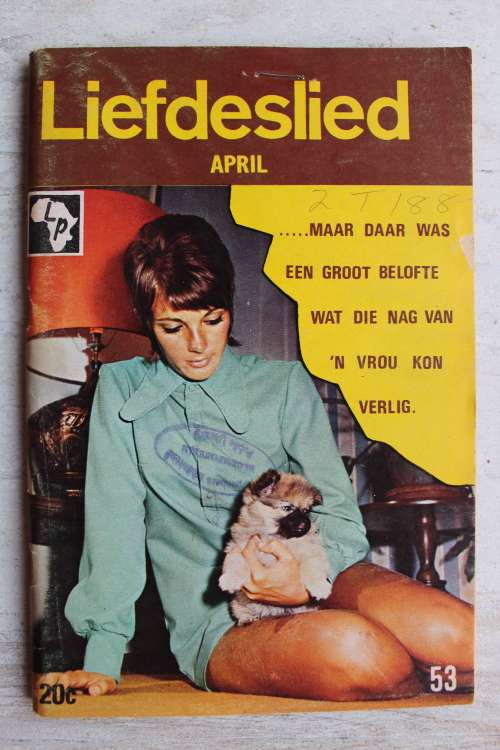 Liefdeslied
APRIL
2 T 188
LP
.....MAAR DAAR WAS
EEN GROOT BELOFTE
WAT DIE NAG VAN
'N VROU KON
VERLIG.
20c
53